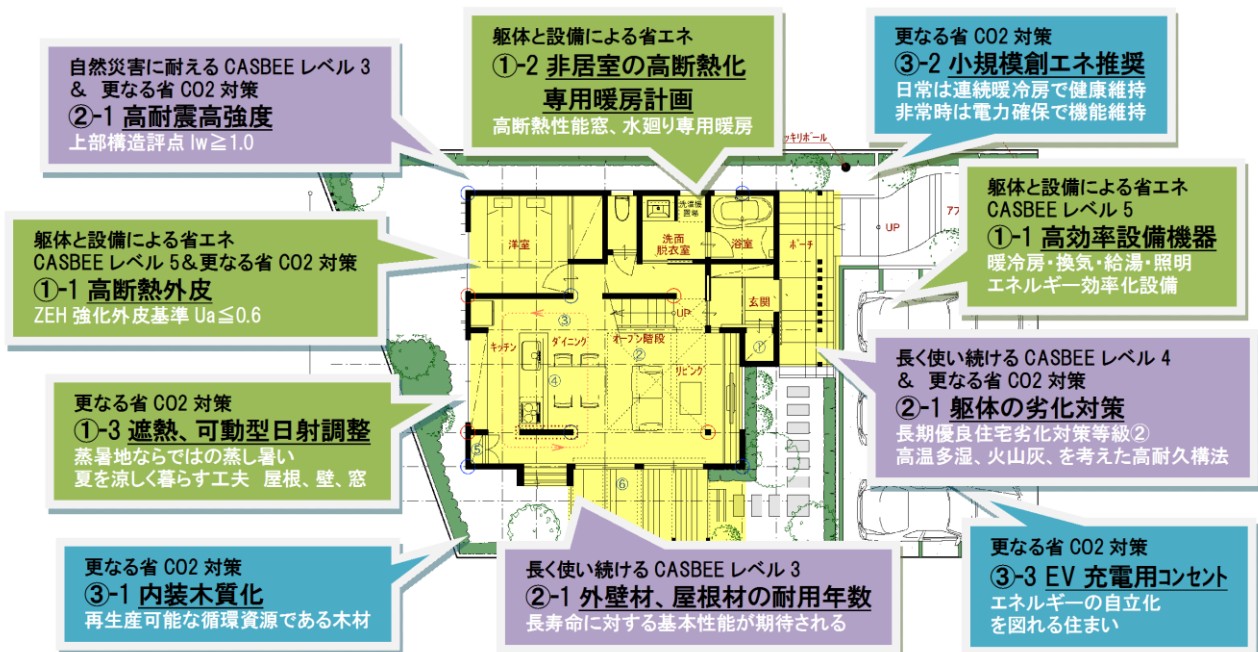 自然災害に耐える CASBEE レベル 3
& 更なる省 CO2 対策
②-1 高耐震高強度
上部構造評点 Iw≧1.0
躯体と設備による省エネ
①-2 非居室の高断熱化
専用暖房計画
高断熱性能窓、水廻り専用暖房
更なる省 CO2 対策
③-2 小規模創エネ推奨
日常は連続暖冷房で健康維持
非常時は電力確保で機能維持
躯体と設備による省エネ
CASBEE レベル5&更なる省 CO2 対策
①-1 高断熱外皮
ZEH 強化外皮基準 Ua≦0.6
躯体と設備による省エネ
CASBEE レベル 5
①-1 高効率設備機器
暖冷房・換気・給湯・照明
エネルギー効率化設備
更なる省 CO2 対策
①-3 遮熱、可動型日射調整
蒸暑地ならではの蒸し暑い
夏を涼しく暮らす工夫 屋根、壁、窓
長く使い続ける CASBEE レベル 4
& 更なる省 CO2 対策
②-1 躯体の劣化対策
長期優良住宅劣化対策等級②
高温多湿、火山灰、を考えた高耐久構法
更なる省 CO2 対策
③-1 内装木質化
再生産可能な循環資源である木材
長く使い続ける CASBEE レベル 3
②-1 外壁材、屋根材の耐用年数
長寿命に対する基本性能が期待される
更なる省 CO2 対策
③-3 EV 充電用コンセント
エネルギーの自立化
を図れる住まい
ッキリポール
洋室
洗濯機
置場
洗面
脱衣室
浴室
ポーチ
UP
アプ
玄関
UP
①
③
キッチン
ダイニング
オープン階段
②
リビング
④
⑤
⑥